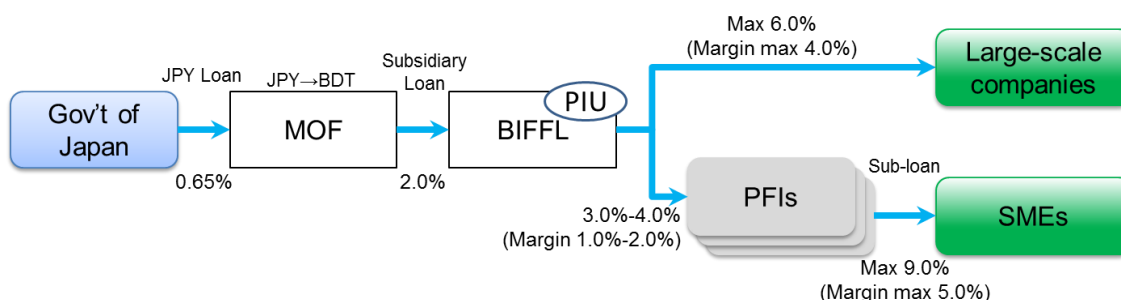 JPY Loan
Gov't of
Japan
0.65%
JPY→BDT
MOF
Subsidiary
Loan
2.0%
PIU
BIFFL
Max 6.0%
(Margin max 4.0%)
Large-scale
companies
3.0%-4.0%
(Margin 1.0%-2.0%)
PFIs
Sub-loan
SMEs
Max 9.0%
(Margin max 5.0%)